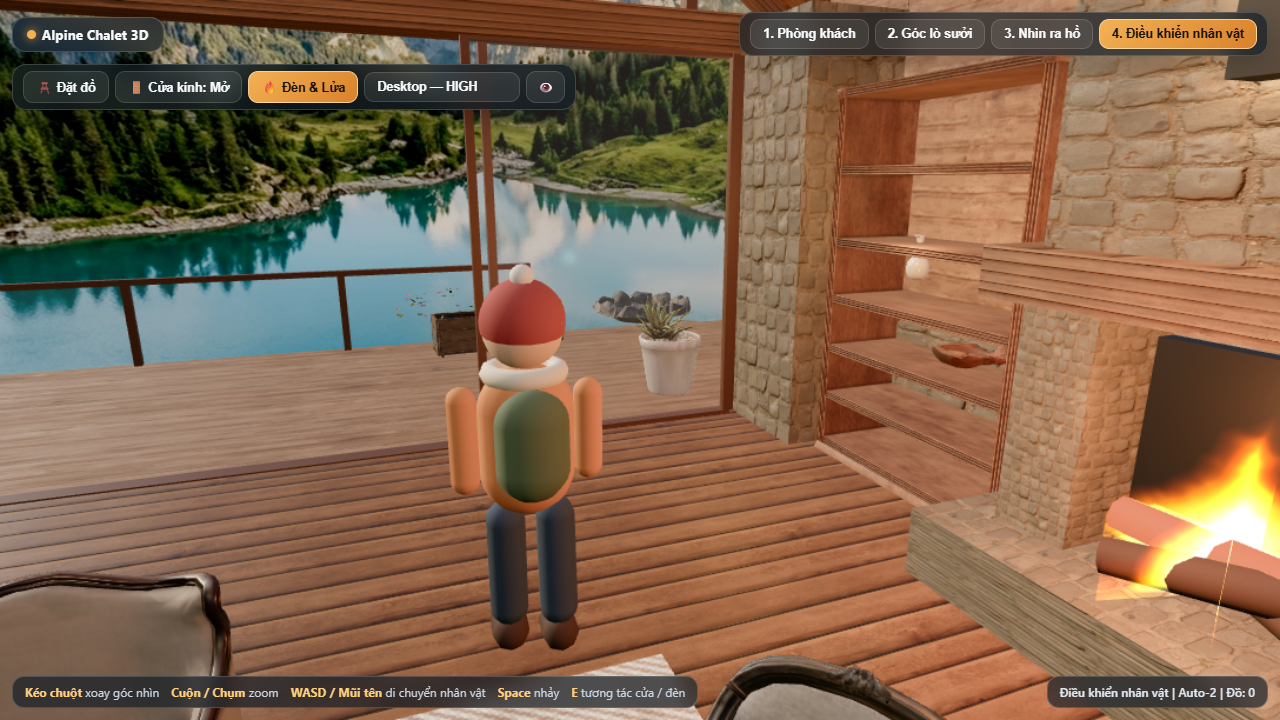 Alpine Chalet 3D
1. Phòng khách
2. Góc lò sưởi
3. Nhìn ra hồ
4. Điều khiển nhân vật
Đặt đồ
Cửa kính: Mở
Đèn & Lửa
Desktop — HIGH
Kéo chuột xoay góc nhìn Cuộn / Chụm zoom WASD / Mũi tên di chuyển nhân vật Space nhảy E tương tác cửa / đèn
Điều khiển nhân vật | Auto-2 | Đồ: 0